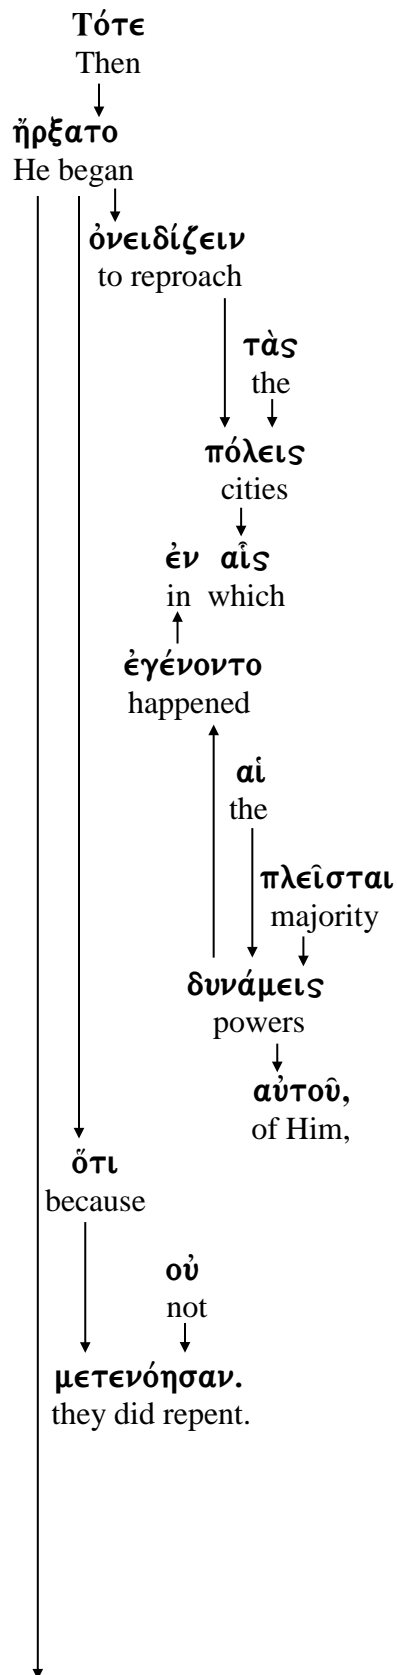 Τότε
Then
ἤρξατο
He began
ὀνειδίζειν
to reproach
τὰς
the
πόλεις
cities
ἐν αἷς
in which
ἐγένοντο
happened
αἱ
the
πλεῖσται
majority
δυνάμεις
powers
αὐτοῦ,
of Him,
ὅτι
because
οὐ
not
μετενόησαν.
they did repent.